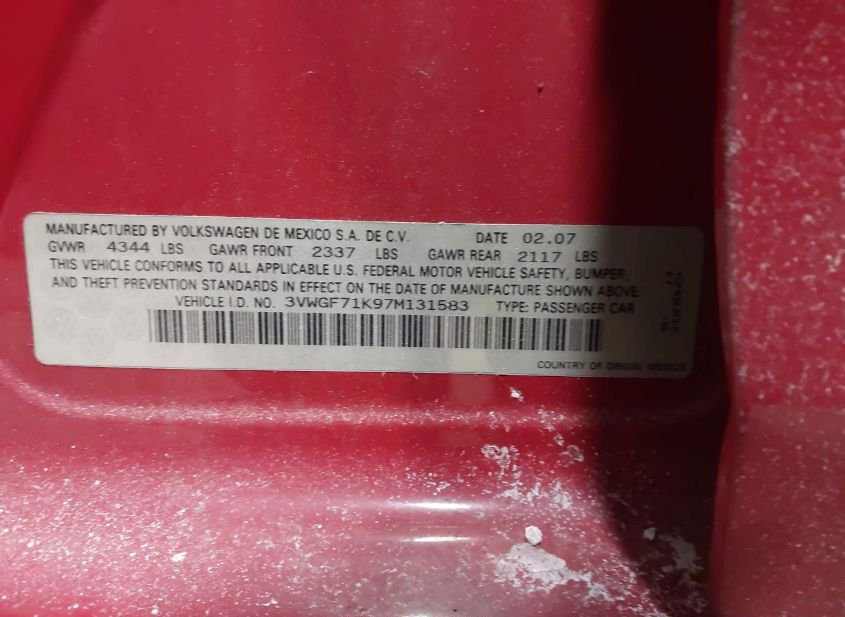 MANUFACTURED BY VOLKSWAGEN DE MEXICO S.A. DE C.V. DATE 02.07
GVWR 4344 LBS GAWR FRONT 2337 LBS GAWR REAR 2117 LBS
THIS VEHICLE CONFORMS TO ALL APPLICABLE U.S. FEDERAL MOTOR VEHICLE SAFETY, BUMPER,
AND THEFT PREVENTION STANDARDS IN EFFECT ON THE DATE OF MANUFACTURE SHOWN ABOVE.
VEHICLE I.D. NO. 3VWGF71K97M131583 TYPE: PASSENGER CAR
COUNTRY OF ORIGIN: MEXICO